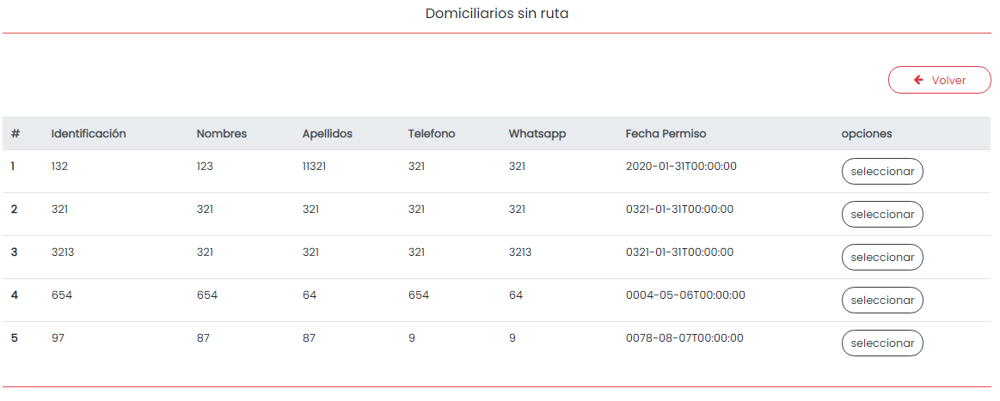 Domiciliarios sin ruta
Volver
# Identificación Nombres Apellidos Telefono Whatsapp Fecha Permiso opciones
1 132 123 11321 321 321 2020-01-31T00:00:00 seleccionar
2 321 321 321 321 321 0321-01-31T00:00:00 seleccionar
3 3213 321 321 321 3213 0321-01-31T00:00:00 seleccionar
4 654 654 64 654 64 0004-05-06T00:00:00 seleccionar
5 97 87 87 9 9 0078-08-07T00:00:00 seleccionar